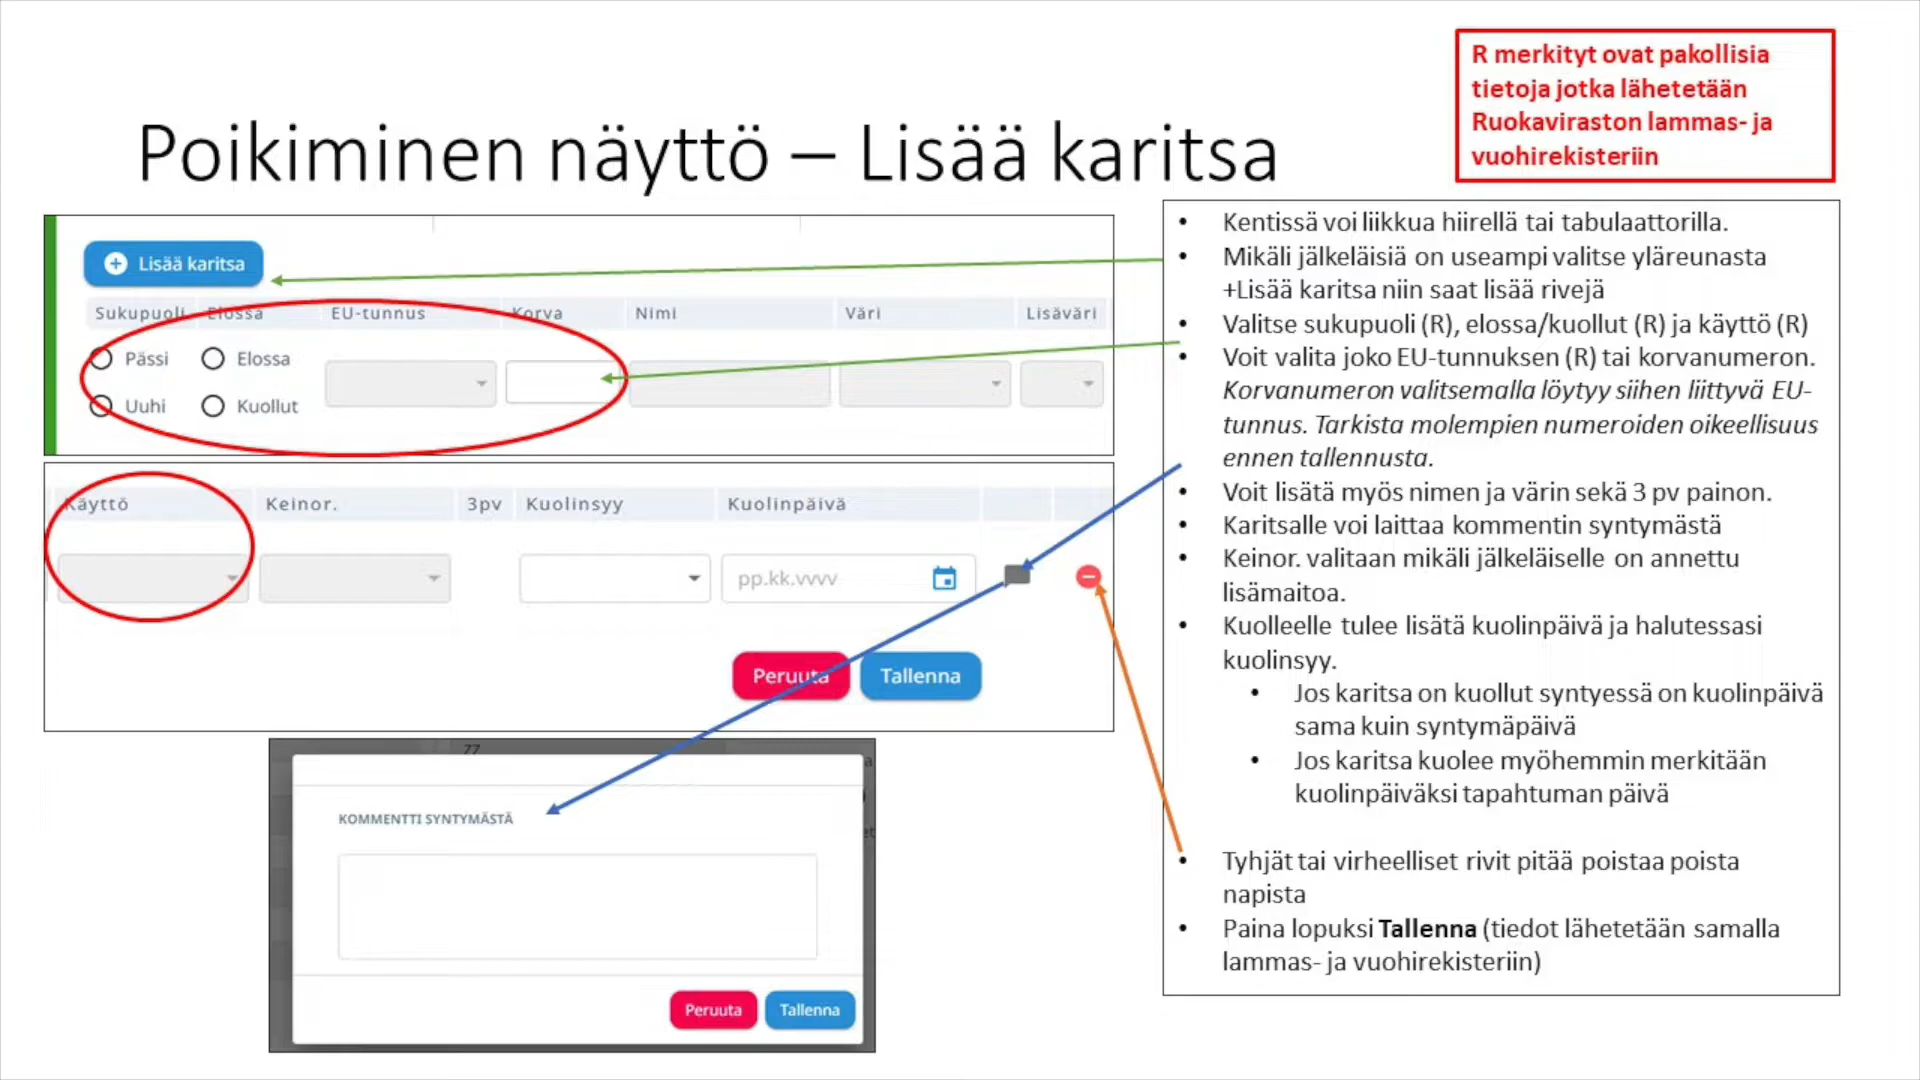 R merkityt ovat pakollisia
tietoja jotka lähetetään
Ruokaviraston lammas- ja
vuohirekisteriin
Poikiminen näyttö – Lisää karitsa
Lisää karitsa
Sukupuoli Elossa EU-tunnus Korva Nimi Väri Lisäväri
Pässi Elossa
Uuhi Kuollut
Käyttö Keinor. 3pv Kuolinsyy Kuolinpäivä
pp.kk.vvvv
Peruuta Tallenna
77
KOMMENTTI SYNTYMÄSTÄ
Peruuta Tallenna
• Kentissä voi liikkua hiirellä tai tabulaattorilla.
• Mikäli jälkeläisiä on useampi valitse yläreunasta
+Lisää karitsa niin saat lisää rivejä
• Valitse sukupuoli (R), elossa/kuollut (R) ja käyttö (R)
• Voit valita joko EU-tunnuksen (R) tai korvanumeron.
Korvanumeron valitsemalla löytyy siihen liittyvä EU-
tunnus. Tarkista molempien numeroiden oikeellisuus
ennen tallennusta.
• Voit lisätä myös nimen ja värin sekä 3 pv painon.
• Karitsalle voi laittaa kommentin syntymästä
• Keinor. valitaan mikäli jälkeläiselle on annettu
lisämaitoa.
• Kuolleelle tulee lisätä kuolinpäivä ja halutessasi
kuolinsyy.
• Jos karitsa on kuollut syntyessä on kuolinpäivä
sama kuin syntymäpäivä
• Jos karitsa kuolee myöhemmin merkitään
kuolinpäiväksi tapahtuman päivä
• Tyhjät tai virheelliset rivit pitää poistaa poista
napista
• Paina lopuksi Tallenna (tiedot lähetetään samalla
lammas- ja vuohirekisteriin)